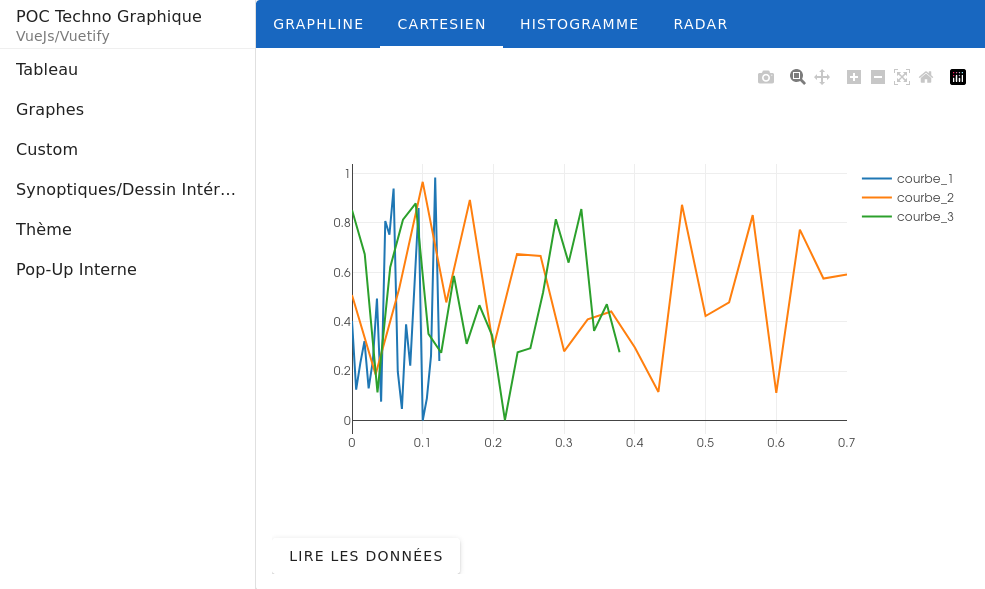 POC Techno Graphique
VueJs/Vuetify
Tableau
Graphes
Custom
Synoptiques/Dessin Intér...
Thème
Pop-Up Interne
GRAPHLINE
CARTESIEN
HISTOGRAMME
RADAR
1
0.8
0.6
0.4
0.2
0
0
0.1
0.2
0.3
0.4
0.5
0.6
0.7
courbe_1
courbe_2
courbe_3
LIRE LES DONNÉES